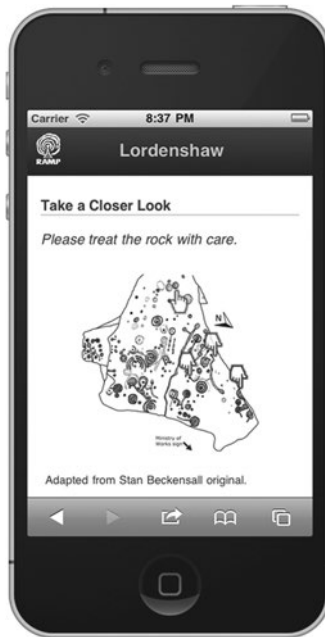 Carrier 8:37 PM
RAMP
Lordenshaw
Take a Closer Look
Please treat the rock with care.
N
Ministry of
Works sign
Adapted from Stan Beckensall original.